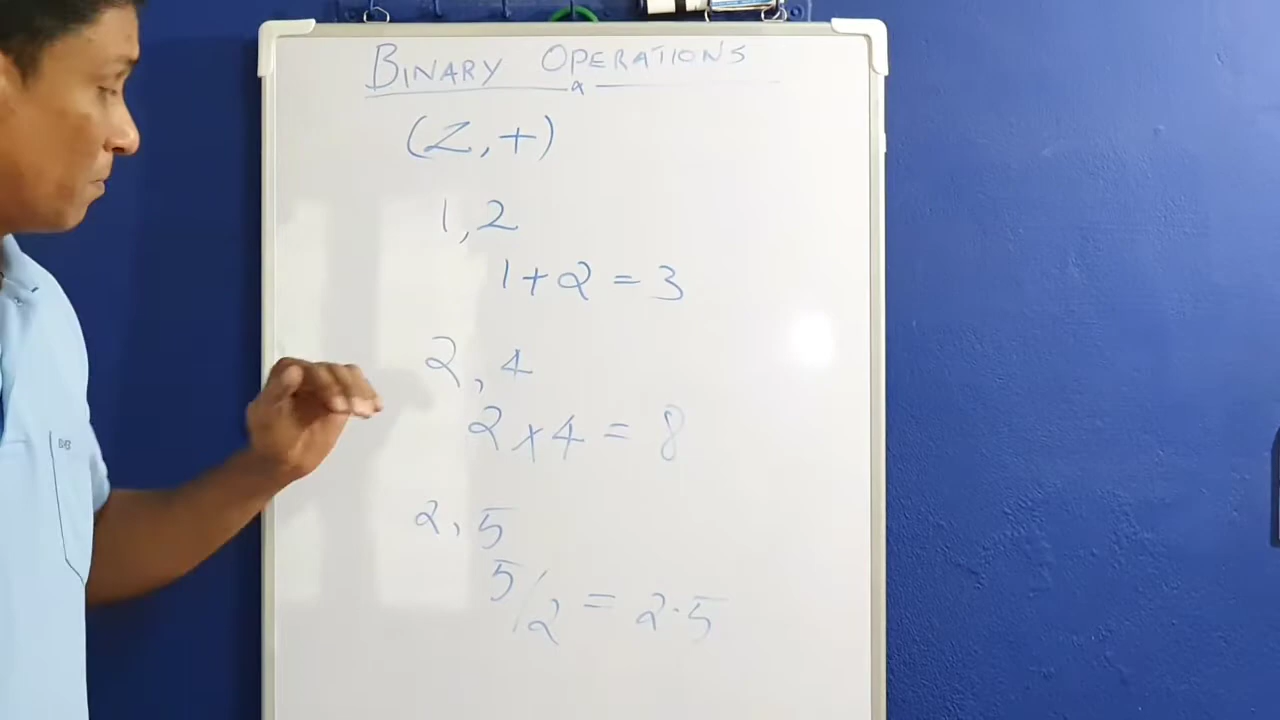 BINARY OPERATIONS
(Z, +)
1, 2
1 + 2 = 3
2, 4
2 × 4 = 8
2, 5
5/2 = 2.5